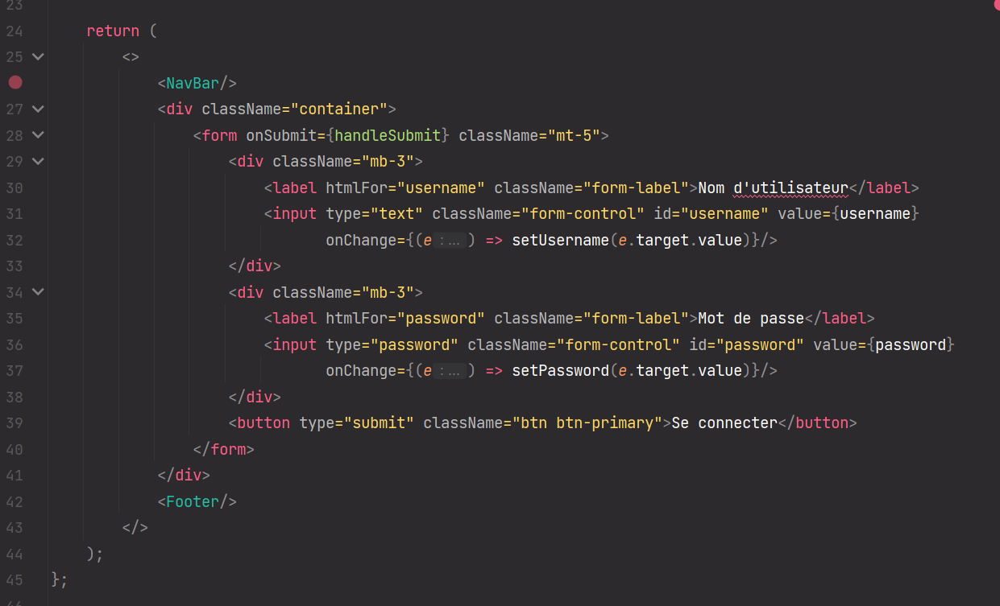 23
24 return (
25 <>
<NavBar/>
27 <div className="container">
28 <form onSubmit={handleSubmit} className="mt-5">
29 <div className="mb-3">
30 <label htmlFor="username" className="form-label">Nom d'utilisateur</label>
31 <input type="text" className="form-control" id="username" value={username}
32 onChange={(e : ... ) => setUsername(e.target.value)}/>
33 </div>
34 <div className="mb-3">
35 <label htmlFor="password" className="form-label">Mot de passe</label>
36 <input type="password" className="form-control" id="password" value={password}
37 onChange={(e : ... ) => setPassword(e.target.value)}/>
38 </div>
39 <button type="submit" className="btn btn-primary">Se connecter</button>
40 </form>
41 </div>
42 <Footer/>
43 </>
44 );
45 };
46